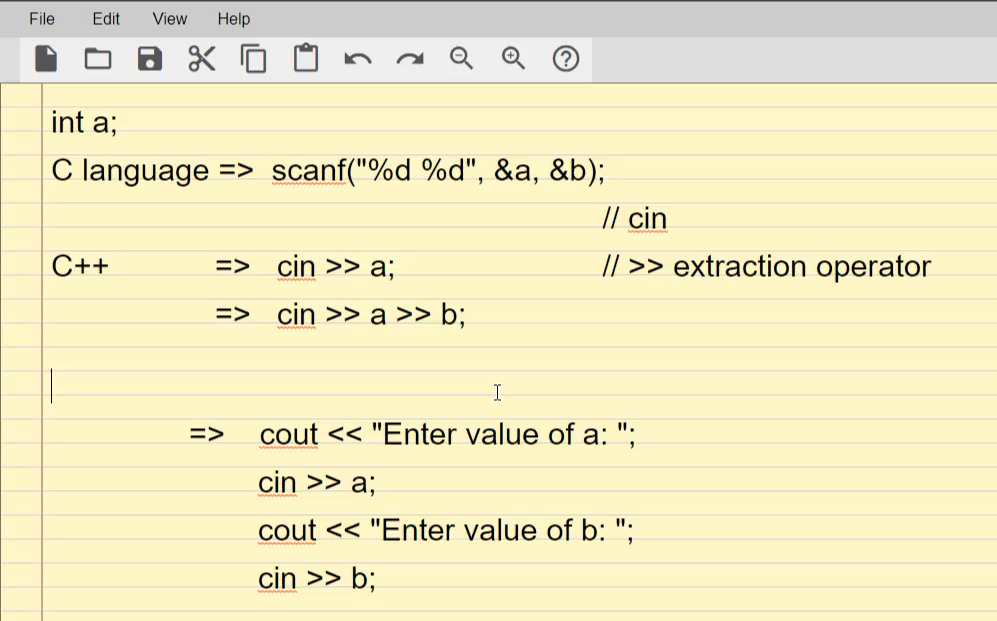 File Edit View Help
int a;
C language => scanf("%d %d", &a, &b);
// cin
C++ => cin >> a; // >> extraction operator
=> cin >> a >> b;
=> cout << "Enter value of a: ";
cin >> a;
cout << "Enter value of b: ";
cin >> b;